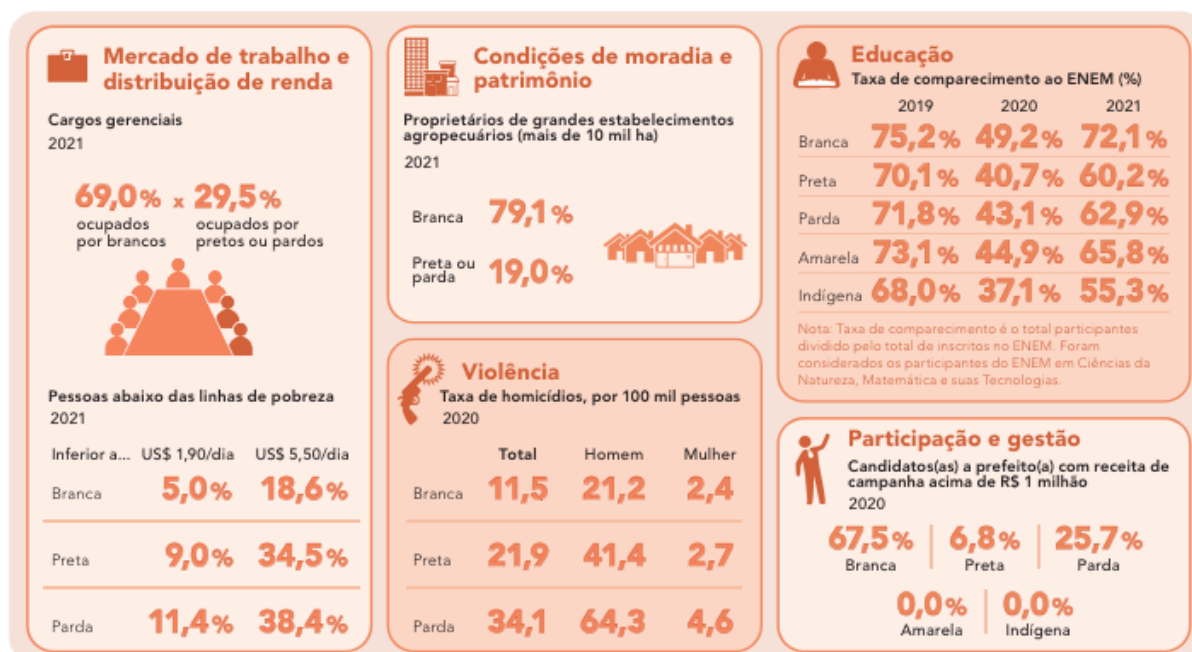 Mercado de trabalho e
distribuição de renda
Cargos gerenciais
2021
69,0% x 29,5%
ocupados por brancos
ocupados por pretos ou pardos
Pessoas abaixo das linhas de pobreza
2021
Inferior a... US$ 1,90/dia US$ 5,50/dia
Branca 5,0% 18,6%
Preta 9,0% 34,5%
Parda 11,4% 38,4%
Condições de moradia e
patrimônio
Proprietários de grandes estabelecimentos
agropecuários (mais de 10 mil ha)
2021
Branca 79,1%
Preta ou
parda 19,0%
Violência
Taxa de homicídios, por 100 mil pessoas
2020
Total Homem Mulher
Branca 11,5 21,2 2,4
Preta 21,9 41,4 2,7
Parda 34,1 64,3 4,6
Educação
Taxa de comparecimento ao ENEM (%)
2019 2020 2021
Branca 75,2% 49,2% 72,1%
Preta 70,1% 40,7% 60,2%
Parda 71,8% 43,1% 62,9%
Amarela 73,1% 44,9% 65,8%
Indígena 68,0% 37,1% 55,3%
Nota: Taxa de comparecimento é o total participantes
dividido pelo total de inscritos no ENEM. Foram
considerados os participantes do ENEM em Ciências da
Natureza, Matemática e suas Tecnologias.
Participação e gestão
Candidatos(as) a prefeito(a) com receita de
campanha acima de R$ 1 milhão
2020
67,5% 6,8% 25,7%
Branca Preta Parda
0,0% 0,0%
Amarela Indígena